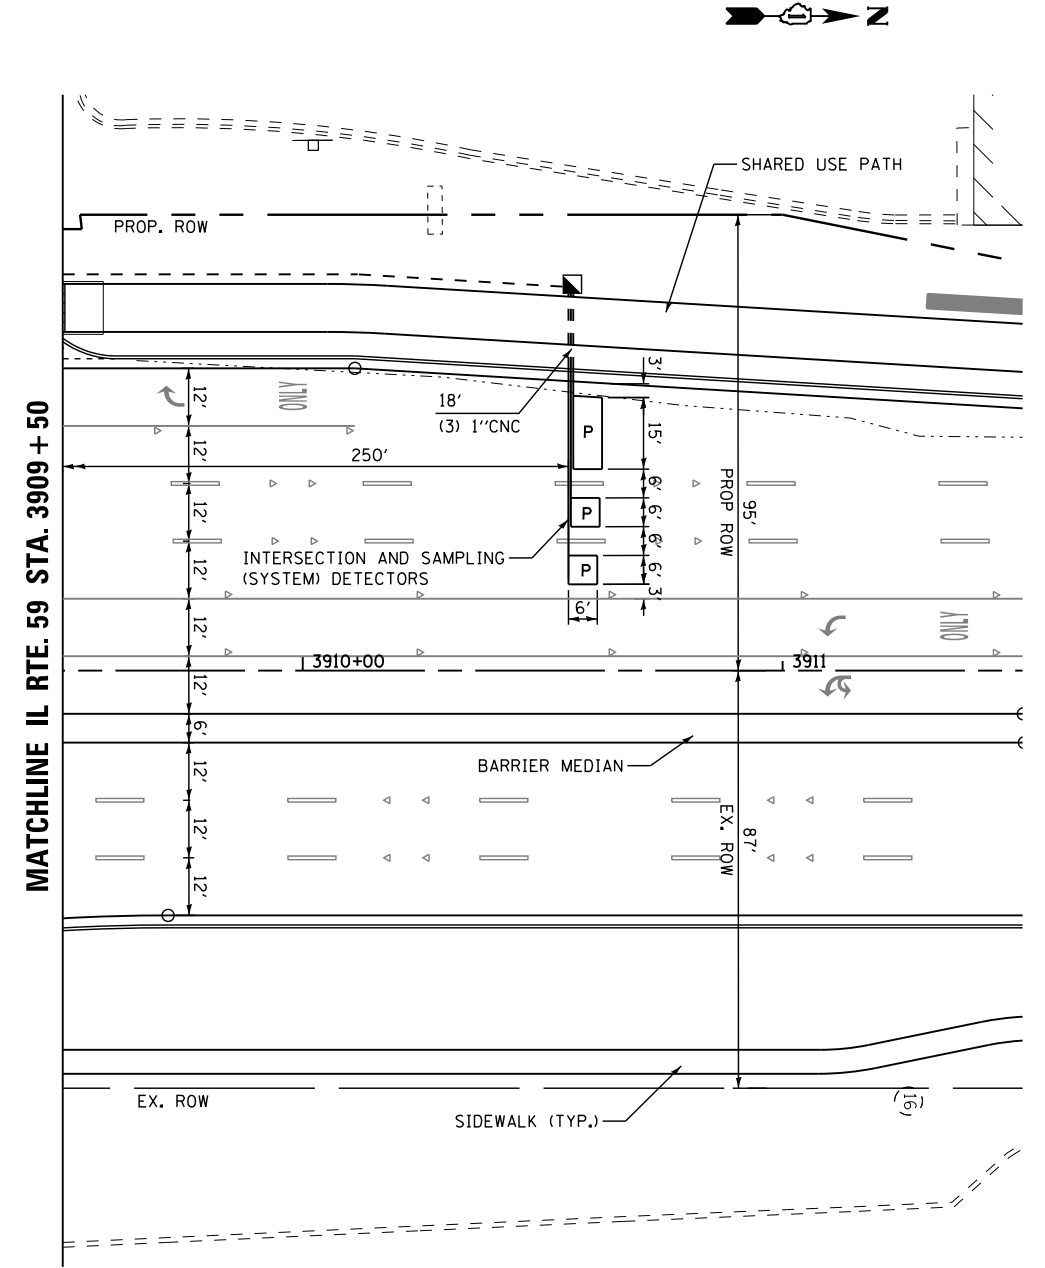 N
SHARED USE PATH
PROP. ROW
3'
12'
ONLY
18'
(3) 1"CNC
P
15'
12'
250'
6'
PROP ROW
95'
12'
P
6'
6'
INTERSECTION AND SAMPLING
(SYSTEM) DETECTORS
12'
P
6'
3'
6'
12'
ONLY
3910+00
3911
12'
6'
BARRIER MEDIAN
12'
12'
EX. ROW
87'
12'
MATCHLINE IL RTE. 59 STA. 3909+50
EX. ROW
(16)
SIDEWALK (TYP.)